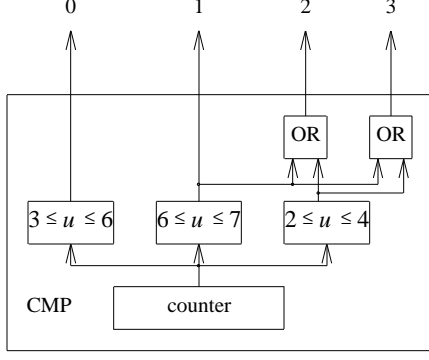 0 1 2 3
OR OR
3 ≤ u ≤ 6 6 ≤ u ≤ 7 2 ≤ u ≤ 4
CMP counter